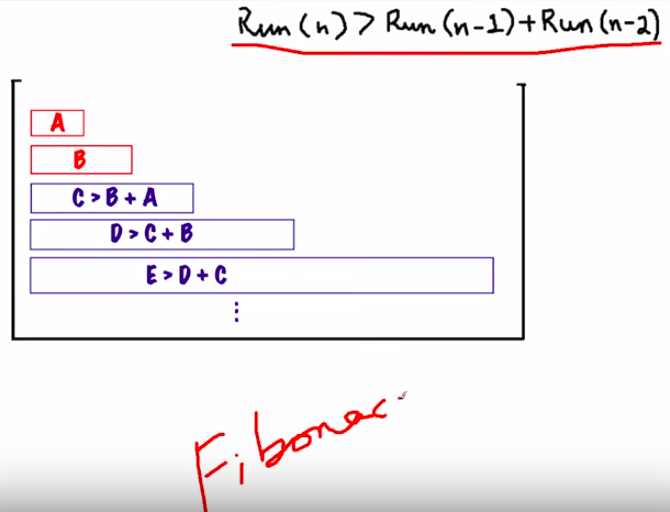 Run(n) > Run(n-1)+Run(n-2)
A
B
C > B + A
D > C + B
E > D + C
⋮
Fibonac